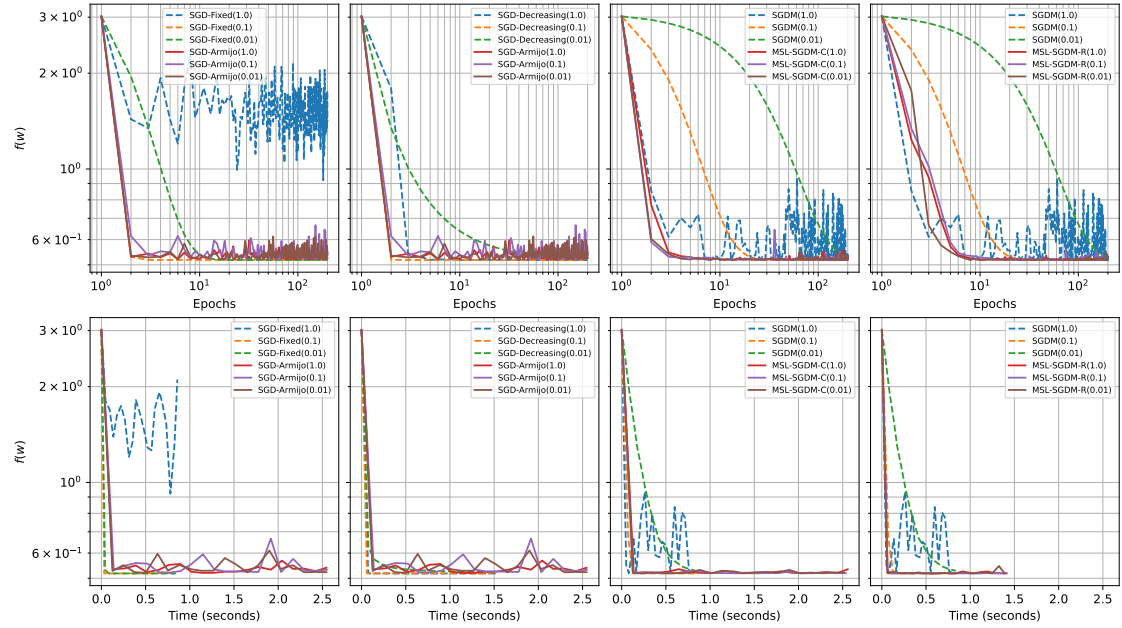 3 × 10⁰
2 × 10⁰
10⁰
6 × 10⁻¹
f(w)
SGD-Fixed(1.0)
SGD-Fixed(0.1)
SGD-Fixed(0.01)
SGD-Armijo(1.0)
SGD-Armijo(0.1)
SGD-Armijo(0.01)
10⁰ 10¹ 10²
Epochs
SGD-Decreasing(1.0)
SGD-Decreasing(0.1)
SGD-Decreasing(0.01)
SGD-Armijo(1.0)
SGD-Armijo(0.1)
SGD-Armijo(0.01)
10⁰ 10¹ 10²
Epochs
SGDM(1.0)
SGDM(0.1)
SGDM(0.01)
MSL-SGDM-C(1.0)
MSL-SGDM-C(0.1)
MSL-SGDM-C(0.01)
10⁰ 10¹ 10²
Epochs
SGDM(1.0)
SGDM(0.1)
SGDM(0.01)
MSL-SGDM-R(1.0)
MSL-SGDM-R(0.1)
MSL-SGDM-R(0.01)
10⁰ 10¹ 10²
Epochs
3 × 10⁰
2 × 10⁰
10⁰
6 × 10⁻¹
f(w)
SGD-Fixed(1.0)
SGD-Fixed(0.1)
SGD-Fixed(0.01)
SGD-Armijo(1.0)
SGD-Armijo(0.1)
SGD-Armijo(0.01)
0.0 0.5 1.0 1.5 2.0 2.5
Time (seconds)
SGD-Decreasing(1.0)
SGD-Decreasing(0.1)
SGD-Decreasing(0.01)
SGD-Armijo(1.0)
SGD-Armijo(0.1)
SGD-Armijo(0.01)
0.0 0.5 1.0 1.5 2.0 2.5
Time (seconds)
SGDM(1.0)
SGDM(0.1)
SGDM(0.01)
MSL-SGDM-C(1.0)
MSL-SGDM-C(0.1)
MSL-SGDM-C(0.01)
0.0 0.5 1.0 1.5 2.0 2.5
Time (seconds)
SGDM(1.0)
SGDM(0.1)
SGDM(0.01)
MSL-SGDM-R(1.0)
MSL-SGDM-R(0.1)
MSL-SGDM-R(0.01)
0.0 0.5 1.0 1.5 2.0 2.5
Time (seconds)